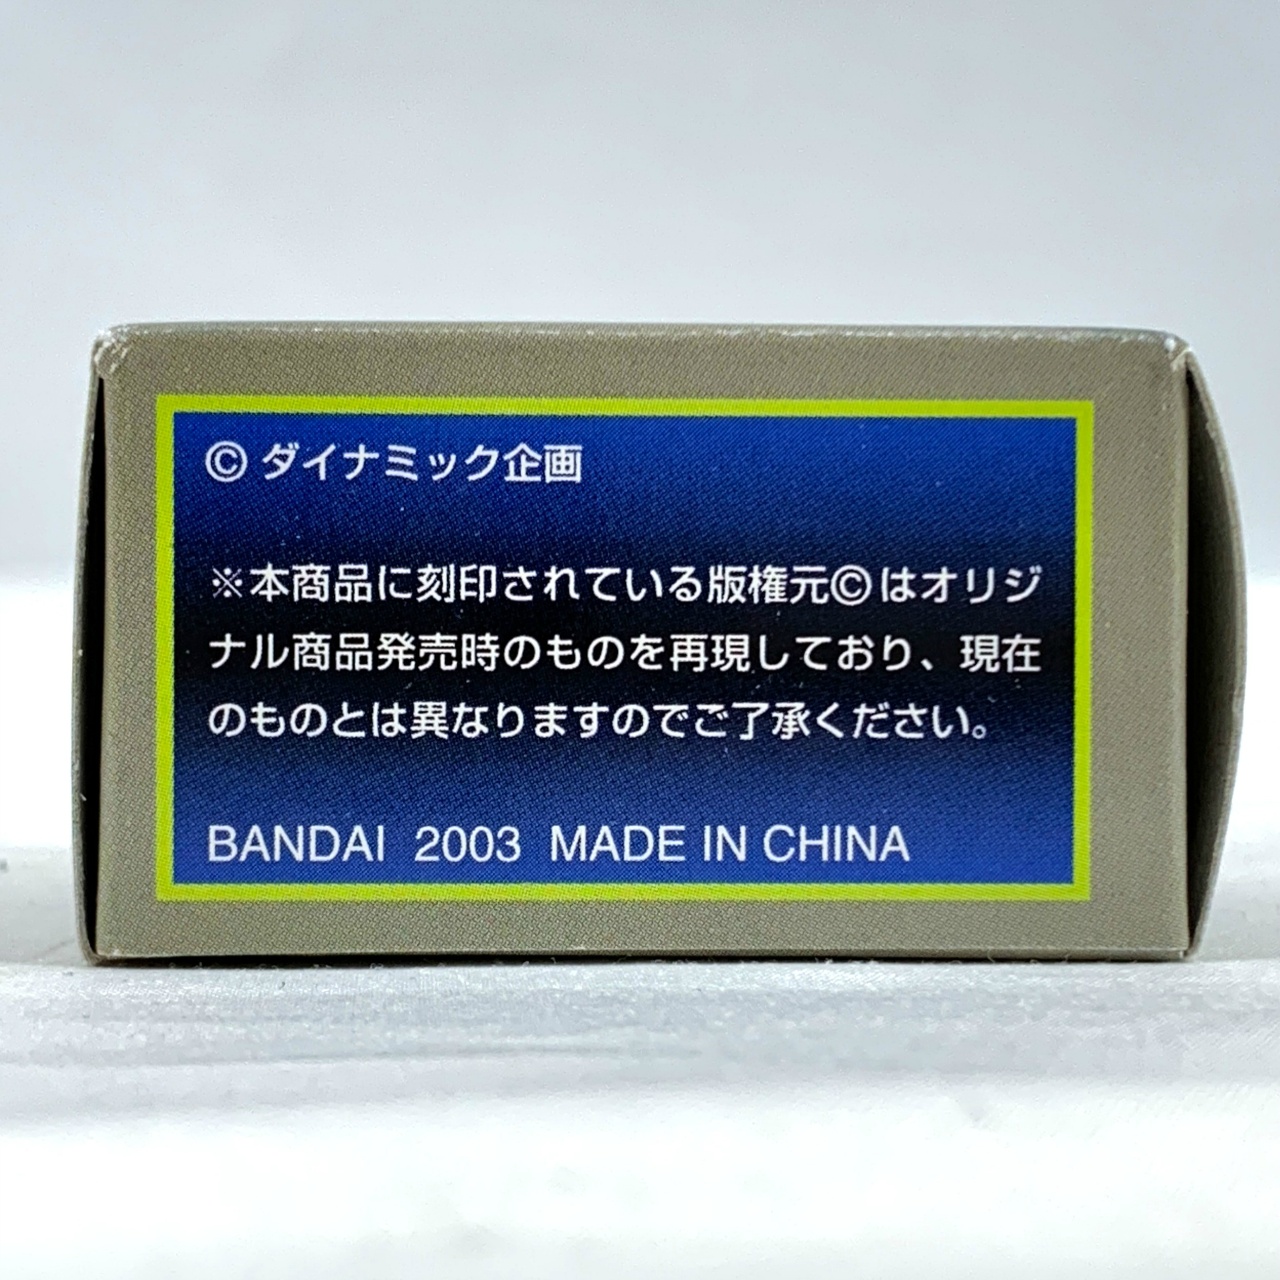 © ダイナミック企画
※本商品に刻印されている版権元©はオリジ
ナル商品発売時のものを再現しており、現在
のものとは異なりますのでご了承ください。
BANDAI 2003 MADE IN CHINA